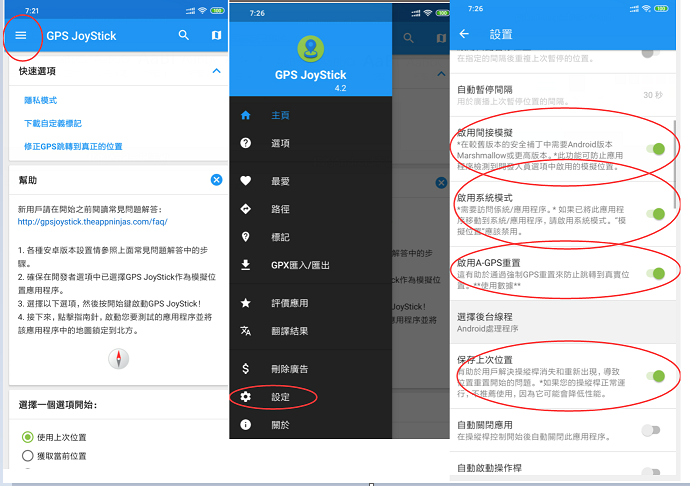 7:21
4G
100
GPS JoyStick
快速選項
隱私模式
下載自定義標記
修正GPS跳轉到真正的位置
幫助
新用戶請在開始之前閱讀常見問題解答:
http://gpsjoystick.theappninjas.com/faq/
1. 各種安卓版本設置情參照上面常見問題解答中的步
驟。
2. 確保在開發者選項中已選擇GPS JoyStick作為模擬位
置應用程序。
3. 選擇以下選項，然後按開始鍵啟動GPS JoyStick!
4. 接下來，點擊指南針，啟動您要測試的應用程序並將
該應用程序中的地圖鎖定到北方。
選擇一個選項開始:
使用上次位置
獲取當前位置
7:26
4G
100
GPS JoyStick
4.2
主頁
選項
最愛
路徑
標記
GPX匯入/匯出
評價應用
翻譯結果
刪除廣告
設定
關於
解答中的步
tick作為模擬位
JoyStick!
用程序並將
7:26
4G
100
設置
在指定的間隔後重複上次暫停的位置。
自動暫停間隔
用於廣播上次暫停位置的間隔。
30 秒
啟用間接模擬
*在較舊版本的安全補丁中需要Android版本
Marshmallow或更高版本。*此功能可防止應用
程序檢測到開發人員選項中啟用的模擬位置。
啟用系統模式
*需要訪問係統/應用程序。* 如果已將此應用程
序移動到系統/應用程序，請啟用系統模式。“模
擬位置”應該禁用。
啟用A-GPS重置
這有助於通過強制GPS重置來防止跳轉到真實位
置。**使用數據**
選擇後台線程
Android處理程序
保存上次位置
有助於用戶解決操縱桿消失和重新出現，導致
位置重置開始的問題。*如果您的操縱桿正常運
行，不推薦使用，因為它可能會降低性能。
自動關閉應用
在操縱桿控制開始後自動關閉此應用程序。
自動啟動操作桿